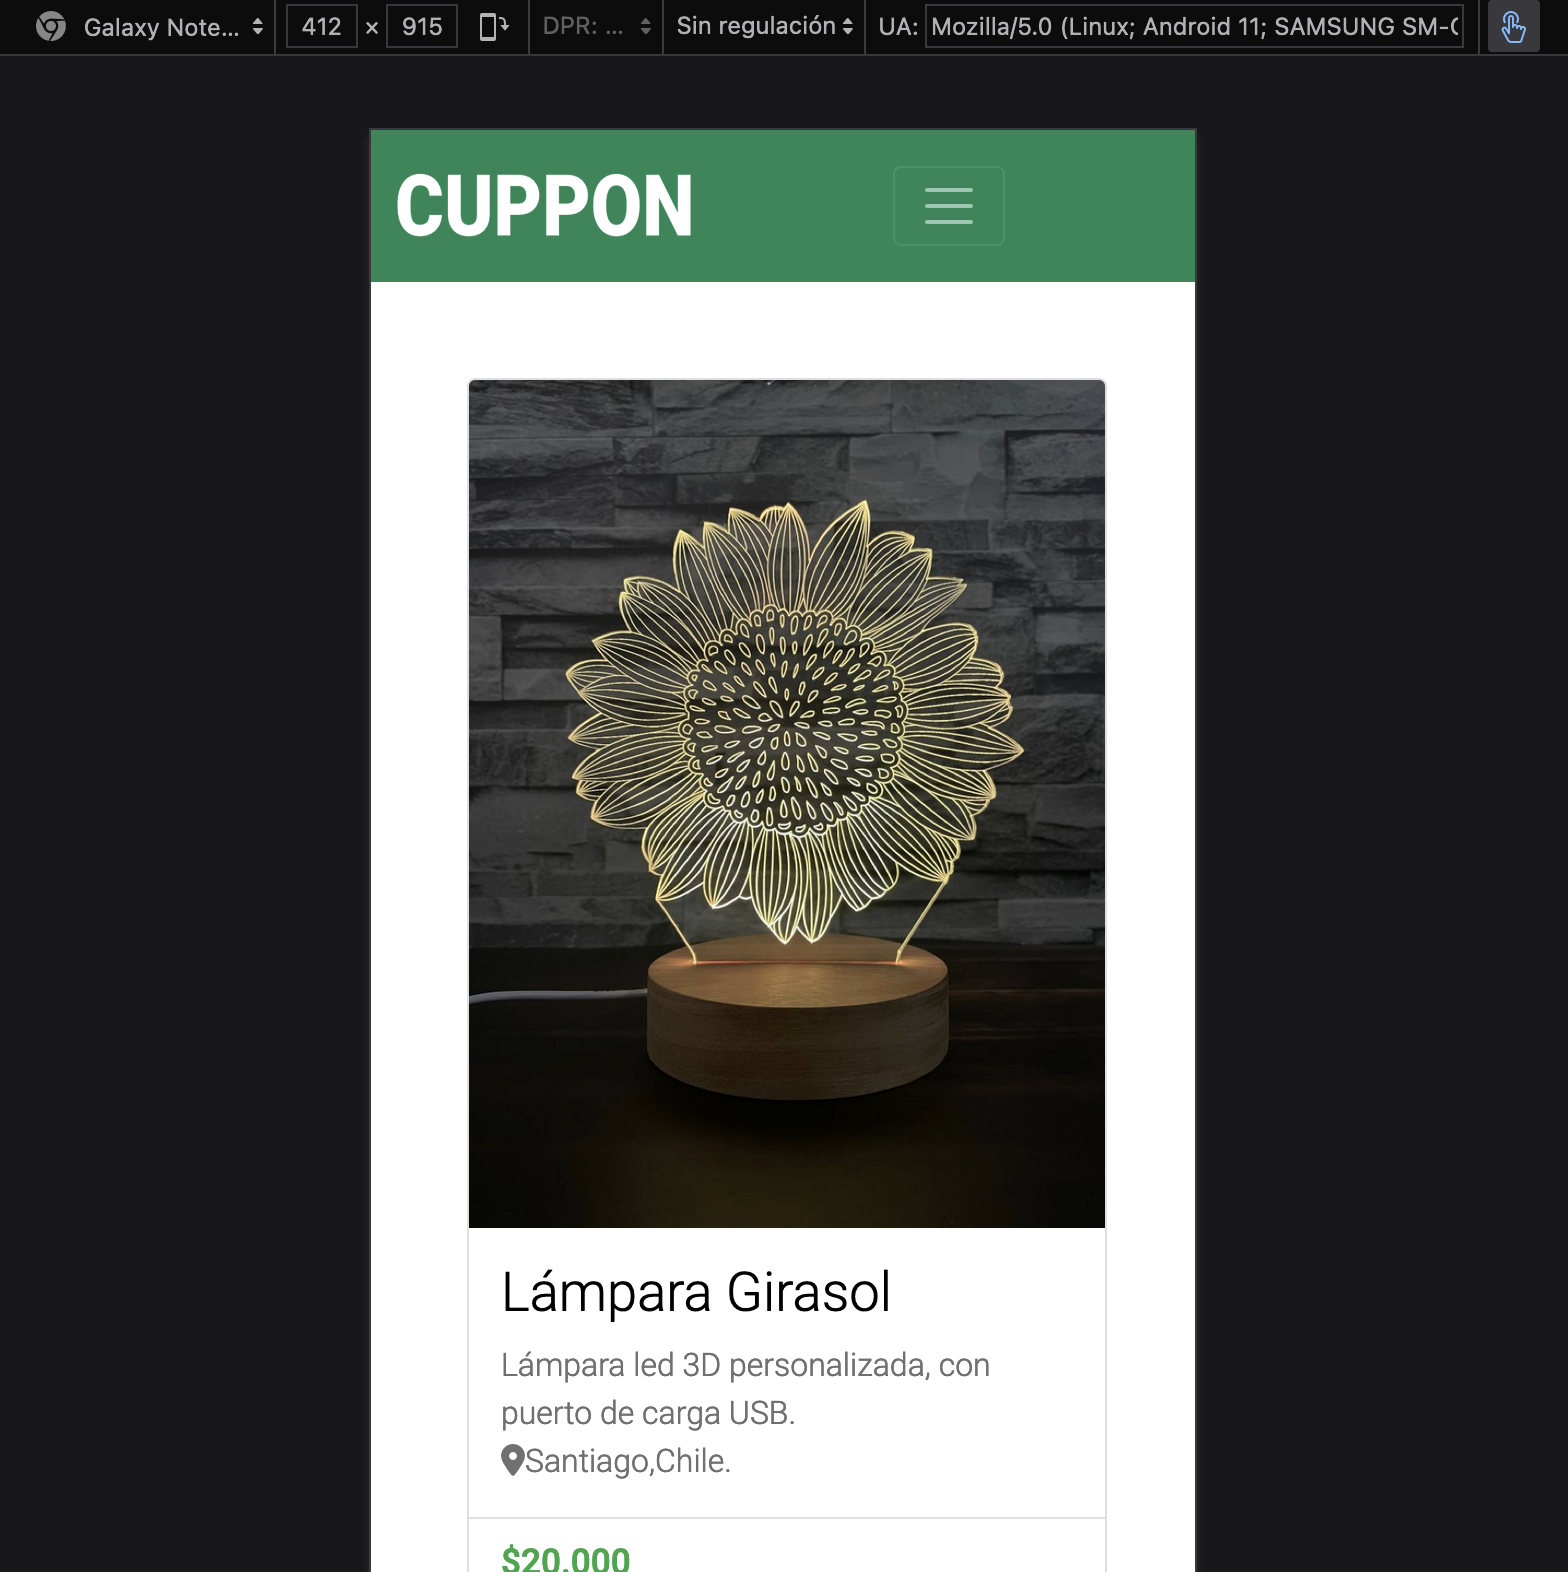 Galaxy Note... 412 × 915 DPR: ... Sin regulación UA: Mozilla/5.0 (Linux; Android 11; SAMSUNG SM-
CUPPON
Lámpara Girasol
Lámpara led 3D personalizada, con
puerto de carga USB.
Santiago,Chile.
$20.000